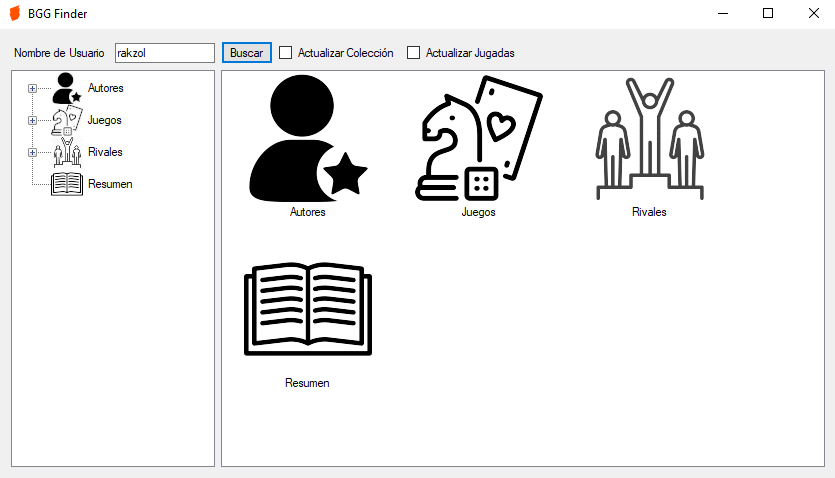 BGG Finder
Nombre de Usuario rakzol Buscar Actualizar Colección Actualizar Jugadas
Autores
Juegos
Rivales
Resumen
Autores Juegos Rivales
Resumen